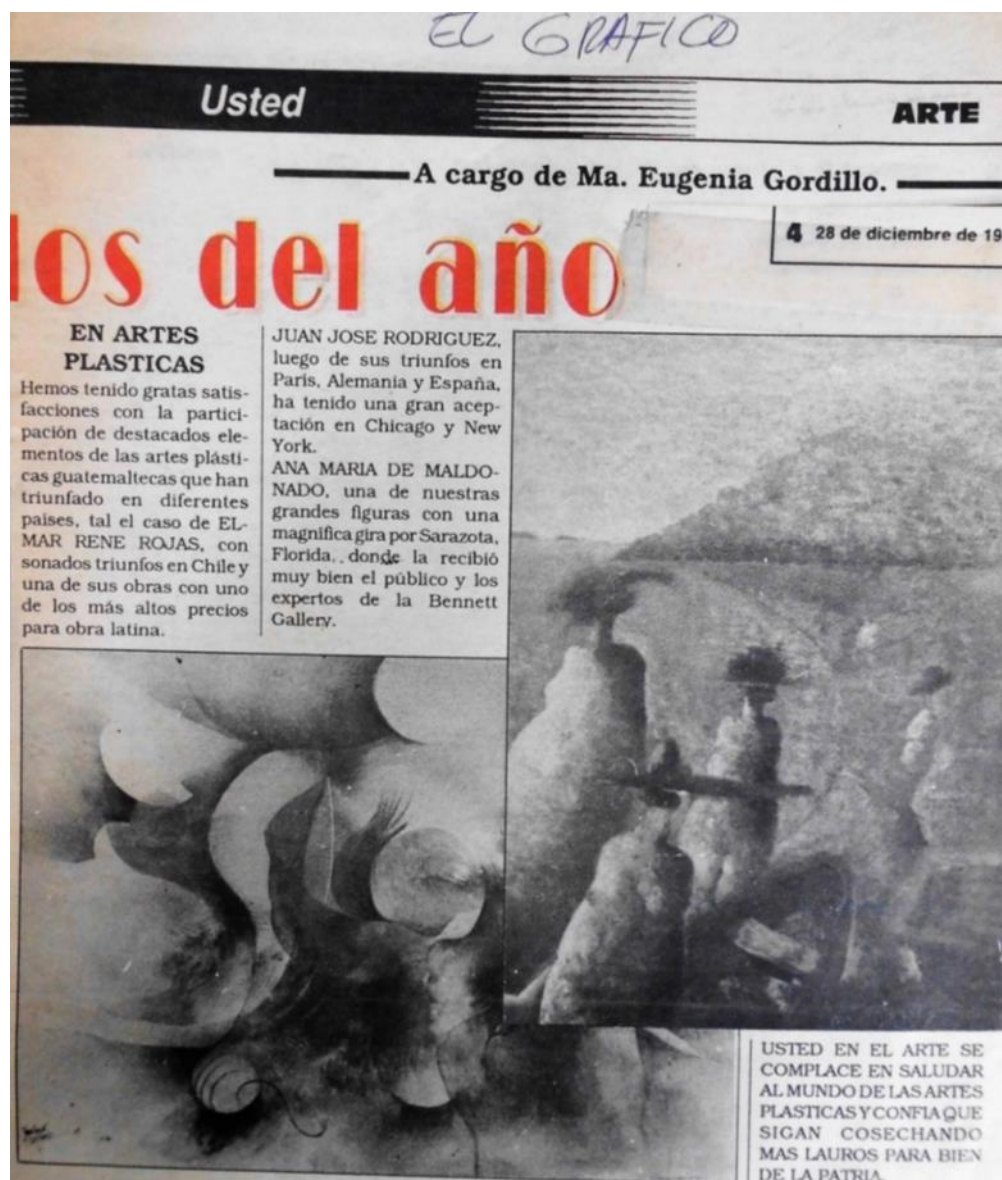 EL GRAFICO
Usted
ARTE
A cargo de Ma. Eugenia Gordillo.
los del año
4 28 de diciembre de 19
EN ARTES
PLASTICAS
Hemos tenido gratas satis-
facciones con la partici-
pación de destacados ele-
mentos de las artes plásti-
cas guatemaltecas que han
triunfado en diferentes
países, tal el caso de EL-
MAR RENE ROJAS, con
sonados triunfos en Chile y
una de sus obras con uno
de los más altos precios
para obra latina.
JUAN JOSE RODRIGUEZ,
luego de sus triunfos en
París, Alemania y España,
ha tenido una gran acep-
tación en Chicago y New
York.
ANA MARIA DE MALDO-
NADO, una de nuestras
grandes figuras con una
magnífica gira por Sarazota,
Florida, . donde la recibió
muy bien el público y los
expertos de la Bennett
Gallery.
USTED EN EL ARTE SE
COMPLACE EN SALUDAR
AL MUNDO DE LAS ARTES
PLASTICAS Y CONFIA QUE
SIGAN COSECHANDO
MAS LAUROS PARA BIEN
DE LA PATRIA.